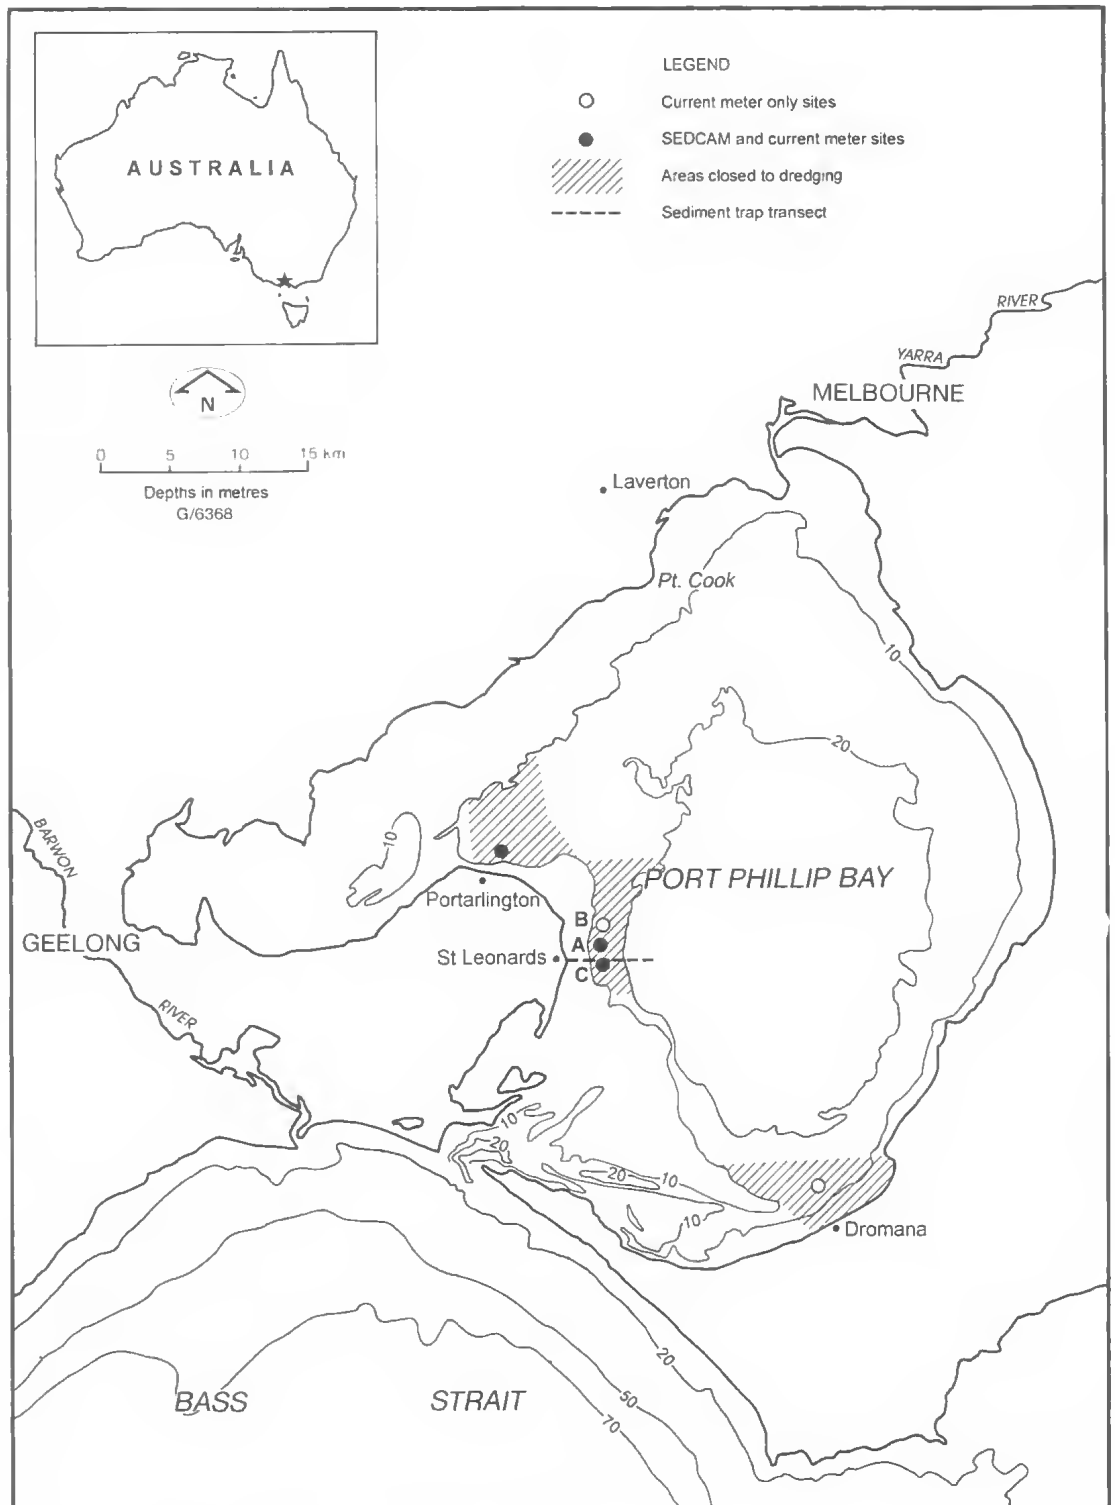 AUSTRALIA
LEGEND
Current meter only sites
SEDCAM and current meter sites
Areas closed to dredging
Sediment trap transect
N
0 5 10 15 km
Depths in metres
G/6368
RIVER
YARRA
MELBOURNE
Laverton
Pt. Cook
10
20
10
BARWON
PORT PHILLIP BAY
Portarlington
B
A
GEELONG
St Leonards
C
RIVER
10
20
20
10
10
Dromana
20
50
70
BASS STRAIT